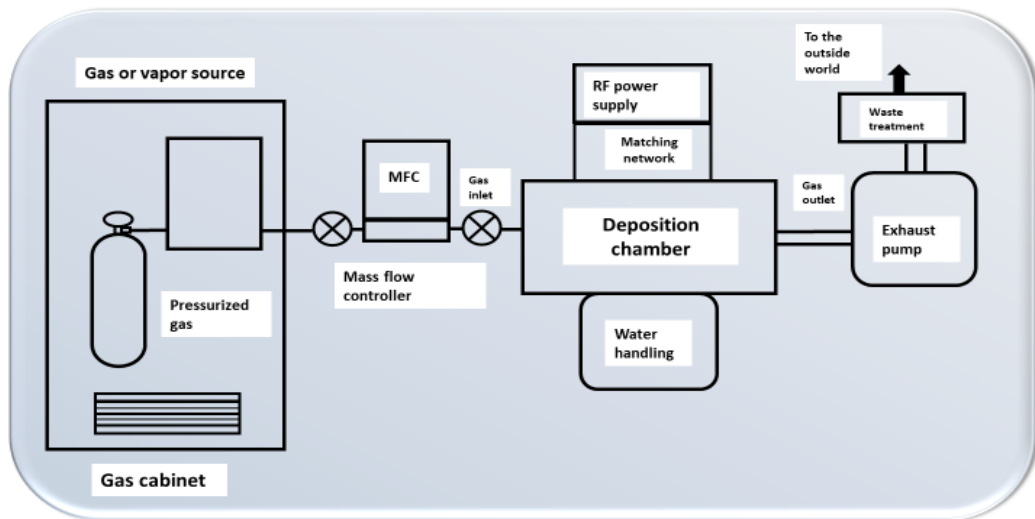 Gas or vapor source
Pressurized
gas
Gas cabinet
MFC
Mass flow
controller
Gas
inlet
RF power
supply
Matching
network
Deposition
chamber
Water
handling
Gas
outlet
To the
outside
world
Waste
treatment
Exhaust
pump